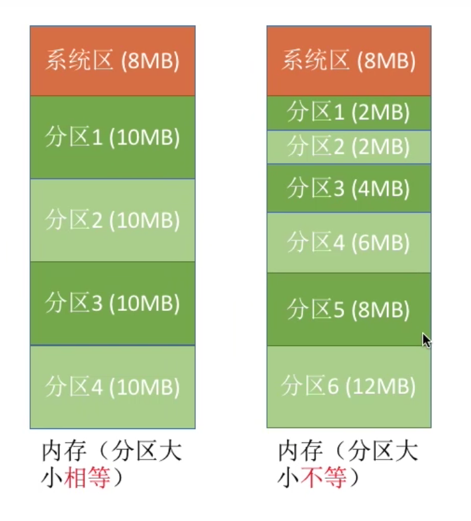 系统区 (8MB)
分区1 (10MB)
分区2 (10MB)
分区3 (10MB)
分区4 (10MB)
内存（分区大
小相等）
系统区 (8MB)
分区1 (2MB)
分区2 (2MB)
分区3 (4MB)
分区4 (6MB)
分区5 (8MB)
分区6 (12MB)
内存（分区大
小不等）